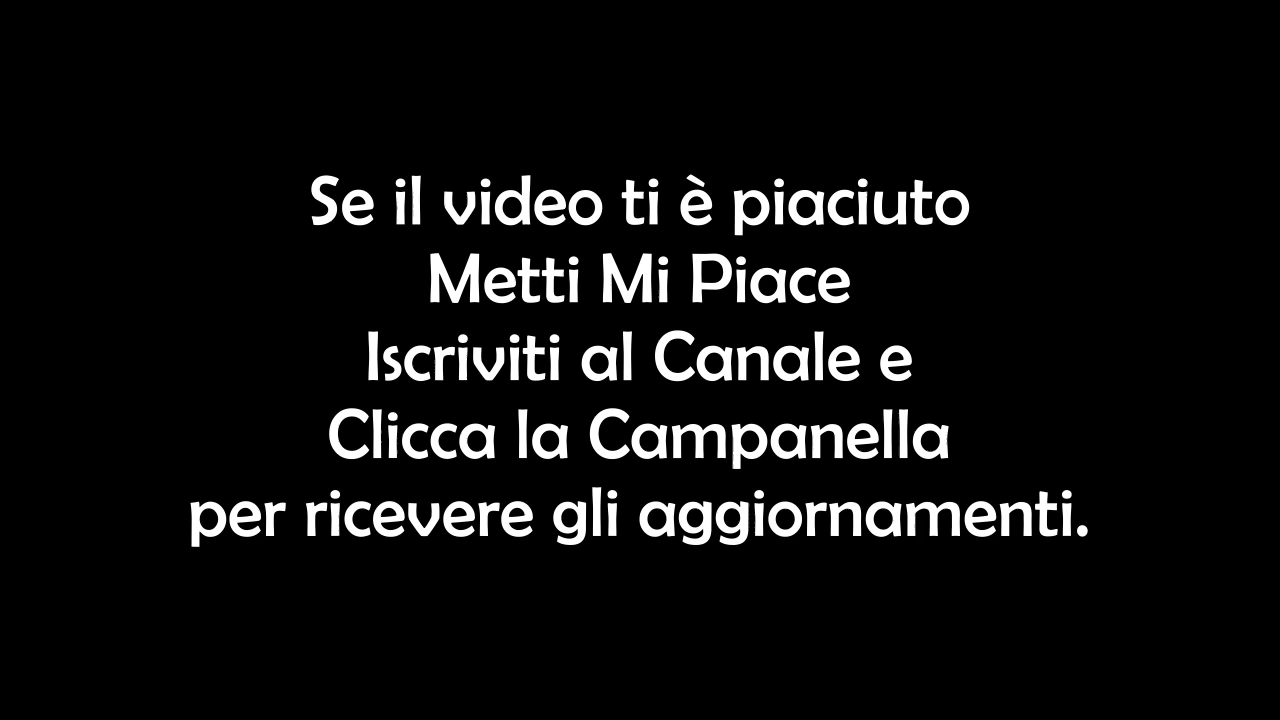 Se il video ti è piaciuto
Metti Mi Piace
Iscriviti al Canale e
Clicca la Campanella
per ricevere gli aggiornamenti.